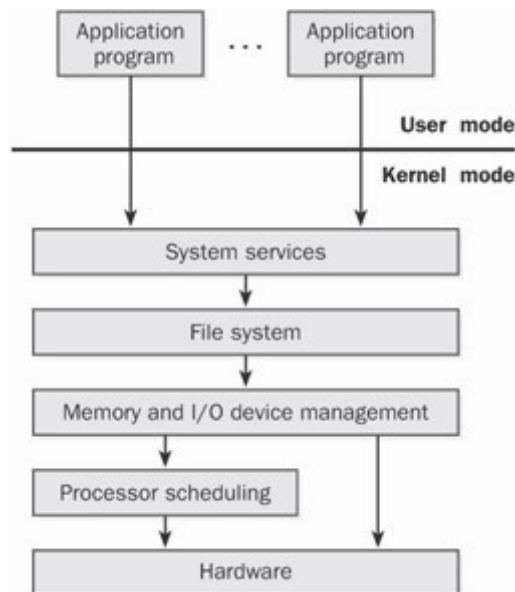 Application
program
...
Application
program
User mode
Kernel mode
System services
File system
Memory and I/O device management
Processor scheduling
Hardware